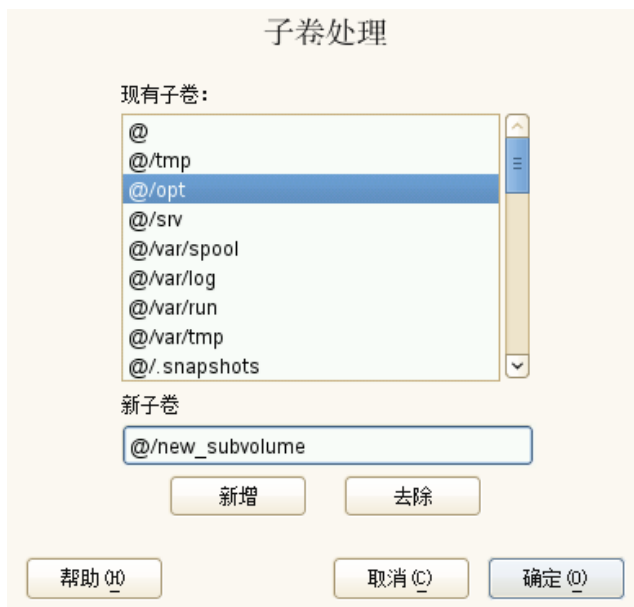 子卷处理
现有子卷：
@
@/tmp
@/opt
@/srv
@/var/spool
@/var/log
@/var/run
@/var/tmp
@/.snapshots
新子卷
@/new_subvolume
新增 去除
帮助(H) 取消(C) 确定(O)